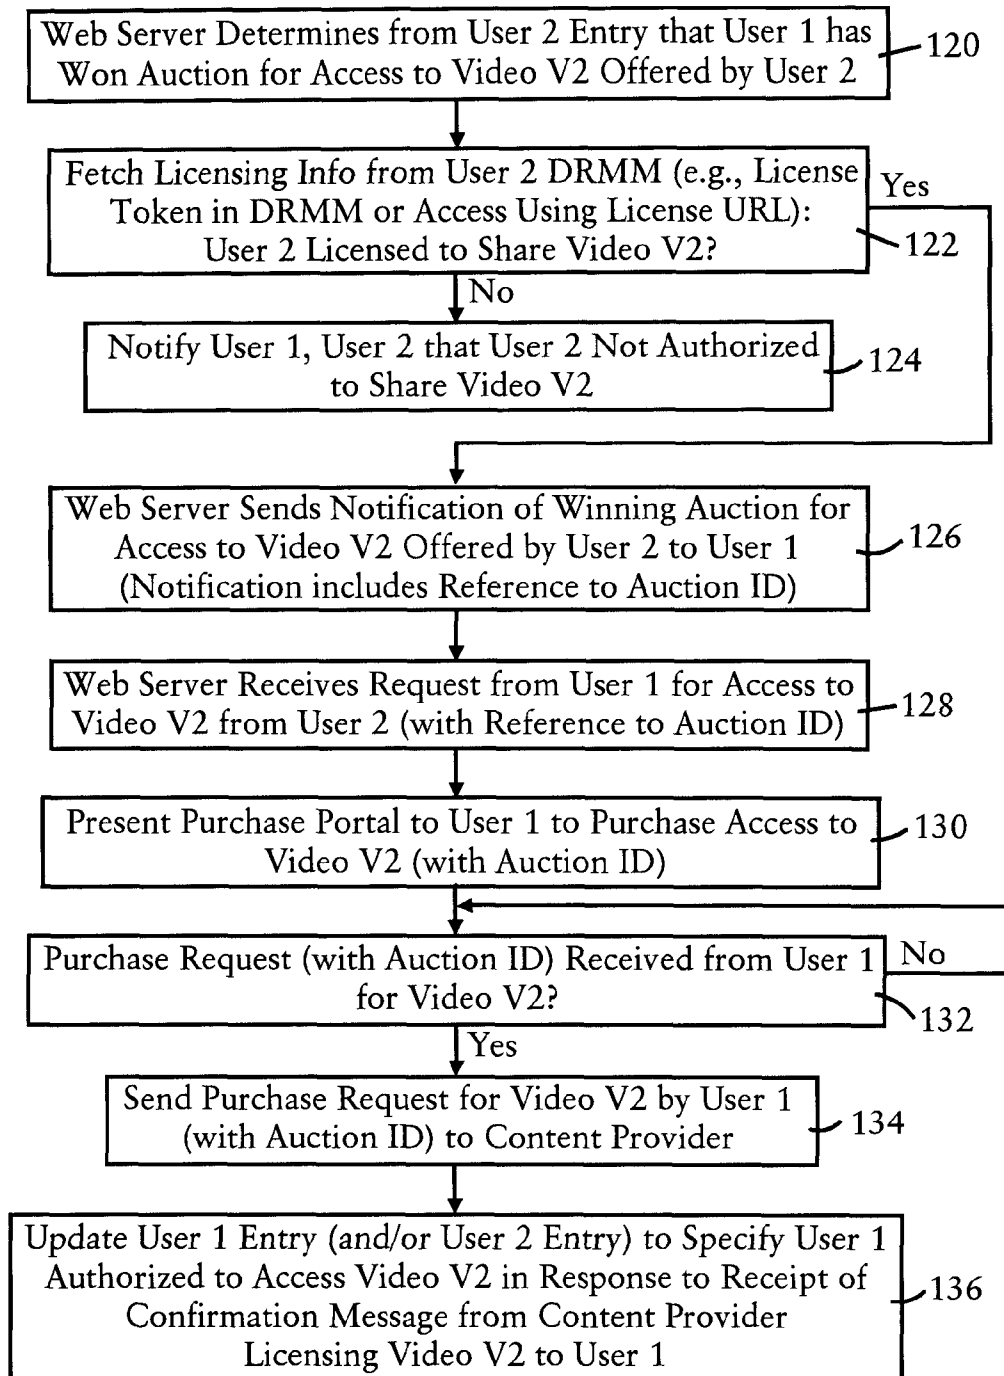 Web Server Determines from User 2 Entry that User 1 has
Won Auction for Access to Video V2 Offered by User 2
120
Fetch Licensing Info from User 2 DRMM (e.g., License
Token in DRMM or Access Using License URL):
User 2 Licensed to Share Video V2?
Yes
122
No
Notify User 1, User 2 that User 2 Not Authorized
to Share Video V2
124
Web Server Sends Notification of Winning Auction for
Access to Video V2 Offered by User 2 to User 1
(Notification includes Reference to Auction ID)
126
Web Server Receives Request from User 1 for Access to
Video V2 from User 2 (with Reference to Auction ID)
128
Present Purchase Portal to User 1 to Purchase Access to
Video V2 (with Auction ID)
130
Purchase Request (with Auction ID) Received from User 1
for Video V2?
No
132
Yes
Send Purchase Request for Video V2 by User 1
(with Auction ID) to Content Provider
134
Update User 1 Entry (and/or User 2 Entry) to Specify User 1
Authorized to Access Video V2 in Response to Receipt of
Confirmation Message from Content Provider
Licensing Video V2 to User 1
136